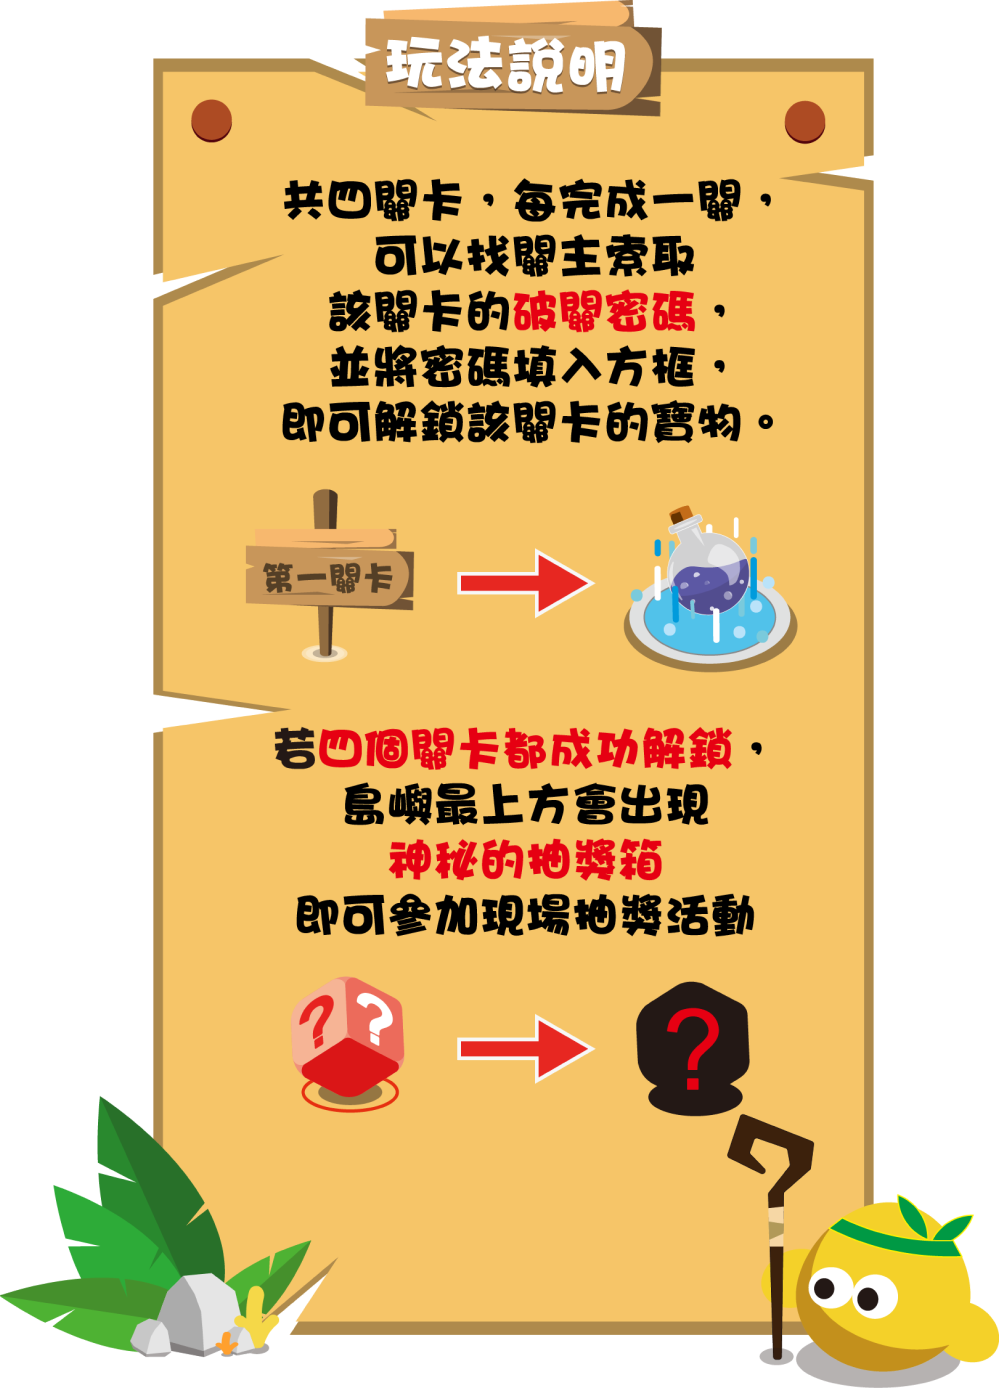 玩法說明
共四關卡，每完成一關，
可以找關主索取
該關卡的破關密碼，
並將密碼填入方框，
即可解鎖該關卡的寶物。
第一關卡
若四個關卡都成功解鎖，
島嶼最上方會出現
神秘的抽獎箱
即可參加現場抽獎活動
? ?
?